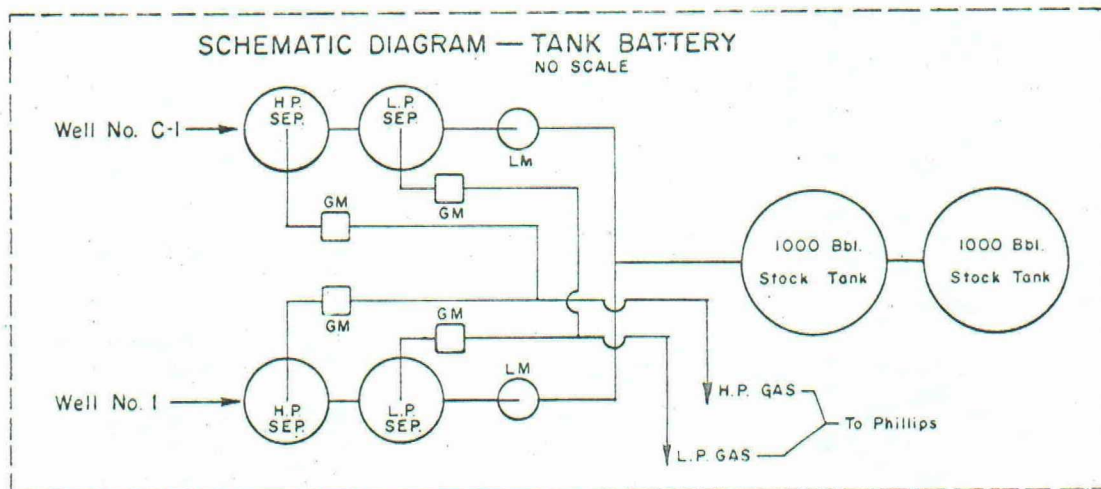 SCHEMATIC DIAGRAM — TANK BATTERY
NO SCALE
Well No. C-1
H.P.
SEP.
L.P.
SEP.
LM
GM
GM
1000 Bbl.
Stock Tank
1000 Bbl.
Stock Tank
GM
GM
LM
Well No. 1
H.P.
SEP.
L.P.
SEP.
H.P. GAS
To Phillips
L.P. GAS